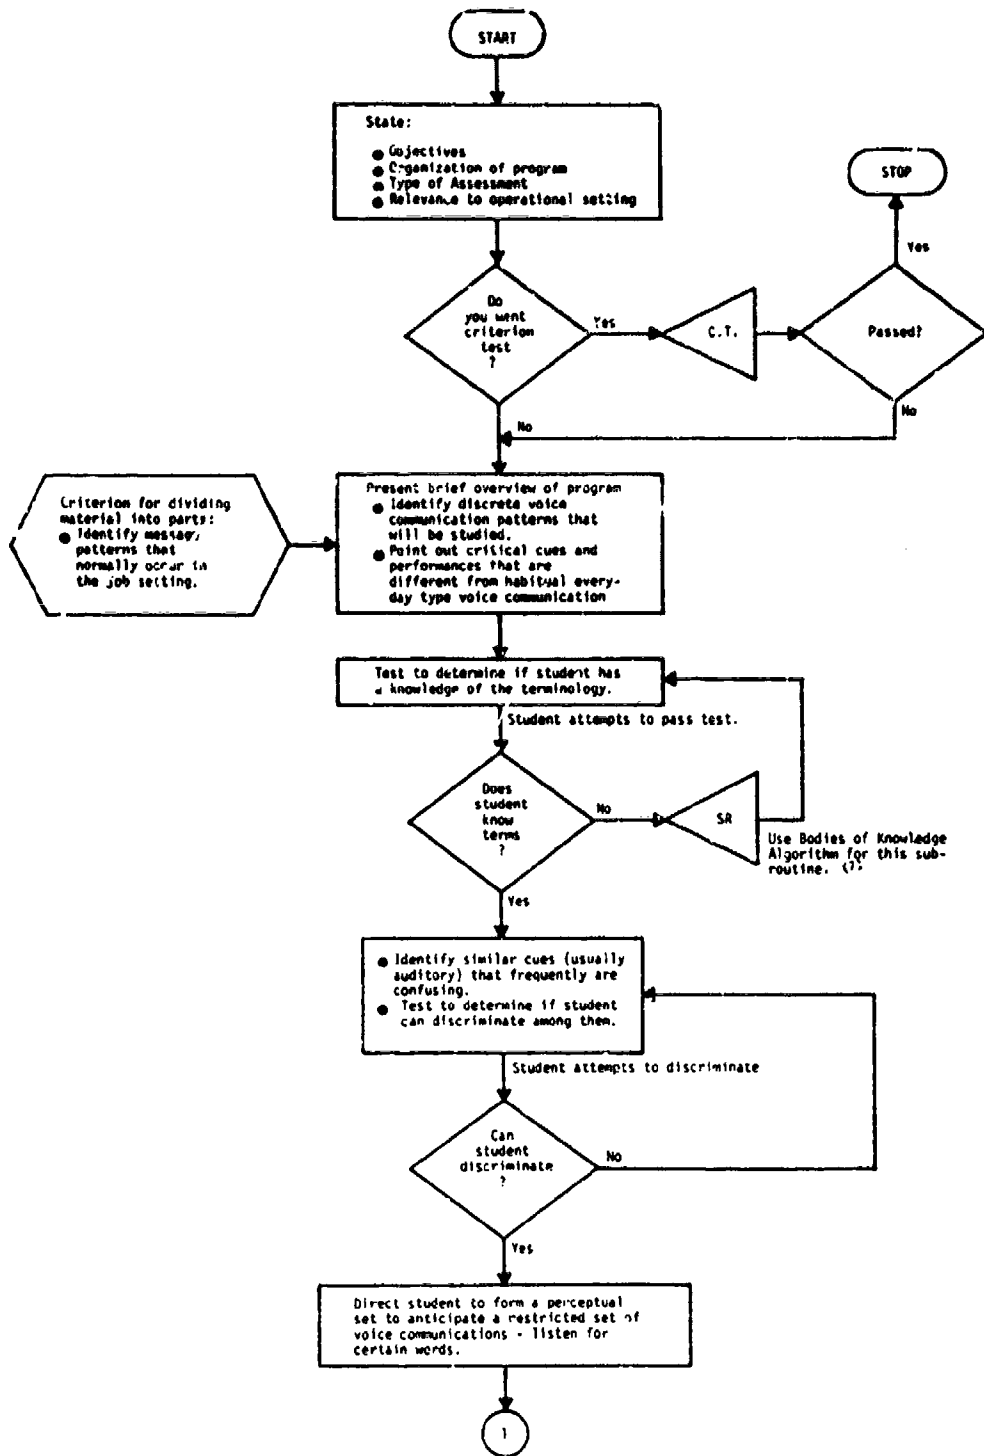 START
State:
● Gojectives
● Organization of program
● Type of Assessment
● Relevance to operational setting
STOP
Yes
Do
you went
criterion
test
?
Yes
C.T.
Passed?
No
No
Criterion for dividing
material into parts:
● Identify message
patterns that
normally occur in
the job setting.
Present brief overview of program
● Identify discrete voice
communication patterns that
will be studied.
● Point out critical cues and
performances that are
different from habitual every-
day type voice communication
Test to determine if student has
a knowledge of the terminology.
Student attempts to pass test.
Does
student
know
terms
?
No
SR
Use Bodies of Knowledge
Algorithm for this sub-
routine.
Yes
● Identify similar cues (usually
auditory) that frequently are
confusing.
● Test to determine if student
can discriminate among them.
Student attempts to discriminate
Can
student
discriminate
?
No
Yes
Direct student to form a perceptual
set to anticipate a restricted set of
voice communications - listen for
certain words.
1